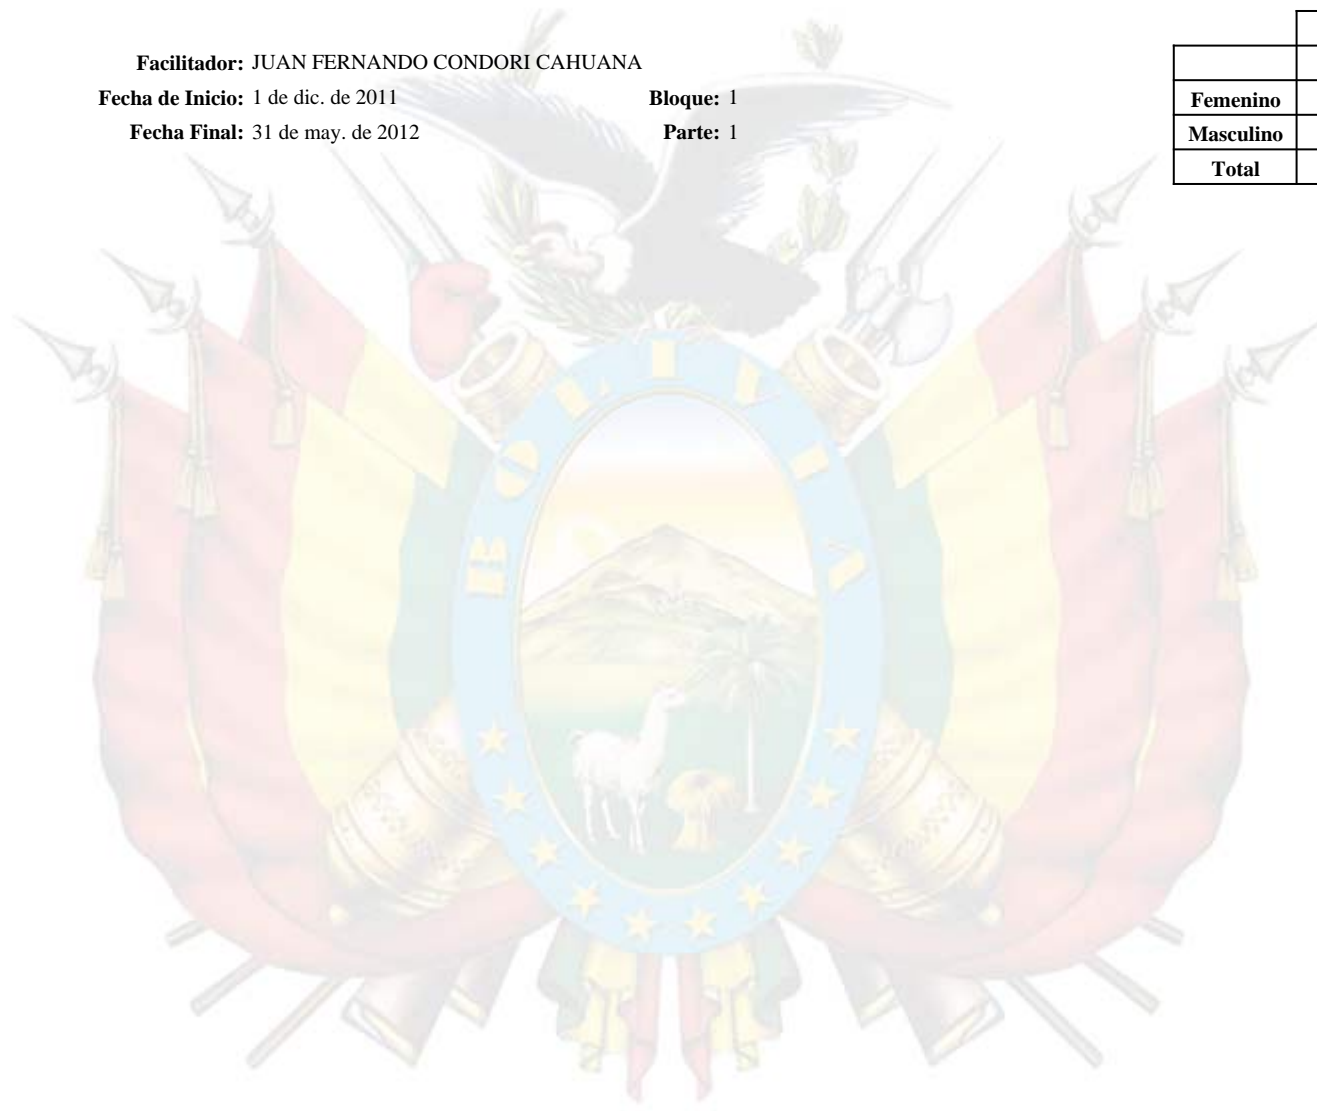 Facilitador: JUAN FERNANDO CONDORI CAHUANA
Fecha de Inicio: 1 de dic. de 2011 Bloque: 1
Fecha Final: 31 de may. de 2012 Parte: 1
Femenino
Masculino
Total
BOLIVIA